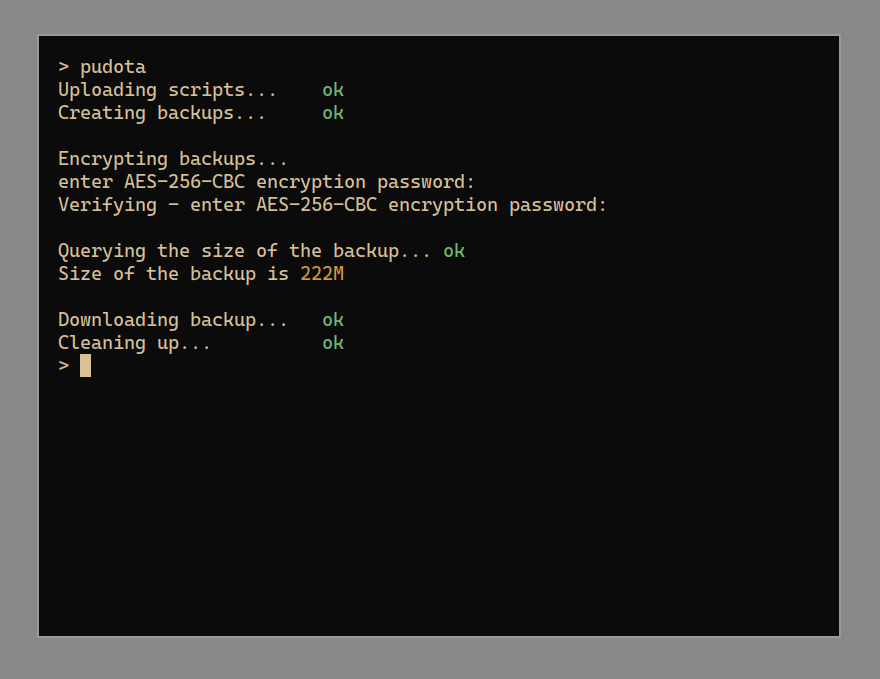 > pudota
Uploading scripts...    ok
Creating backups...     ok
Encrypting backups...
enter AES-256-CBC encryption password:
Verifying - enter AES-256-CBC encryption password:
Querying the size of the backup... ok
Size of the backup is 222M
Downloading backup...   ok
Cleaning up...          ok
>